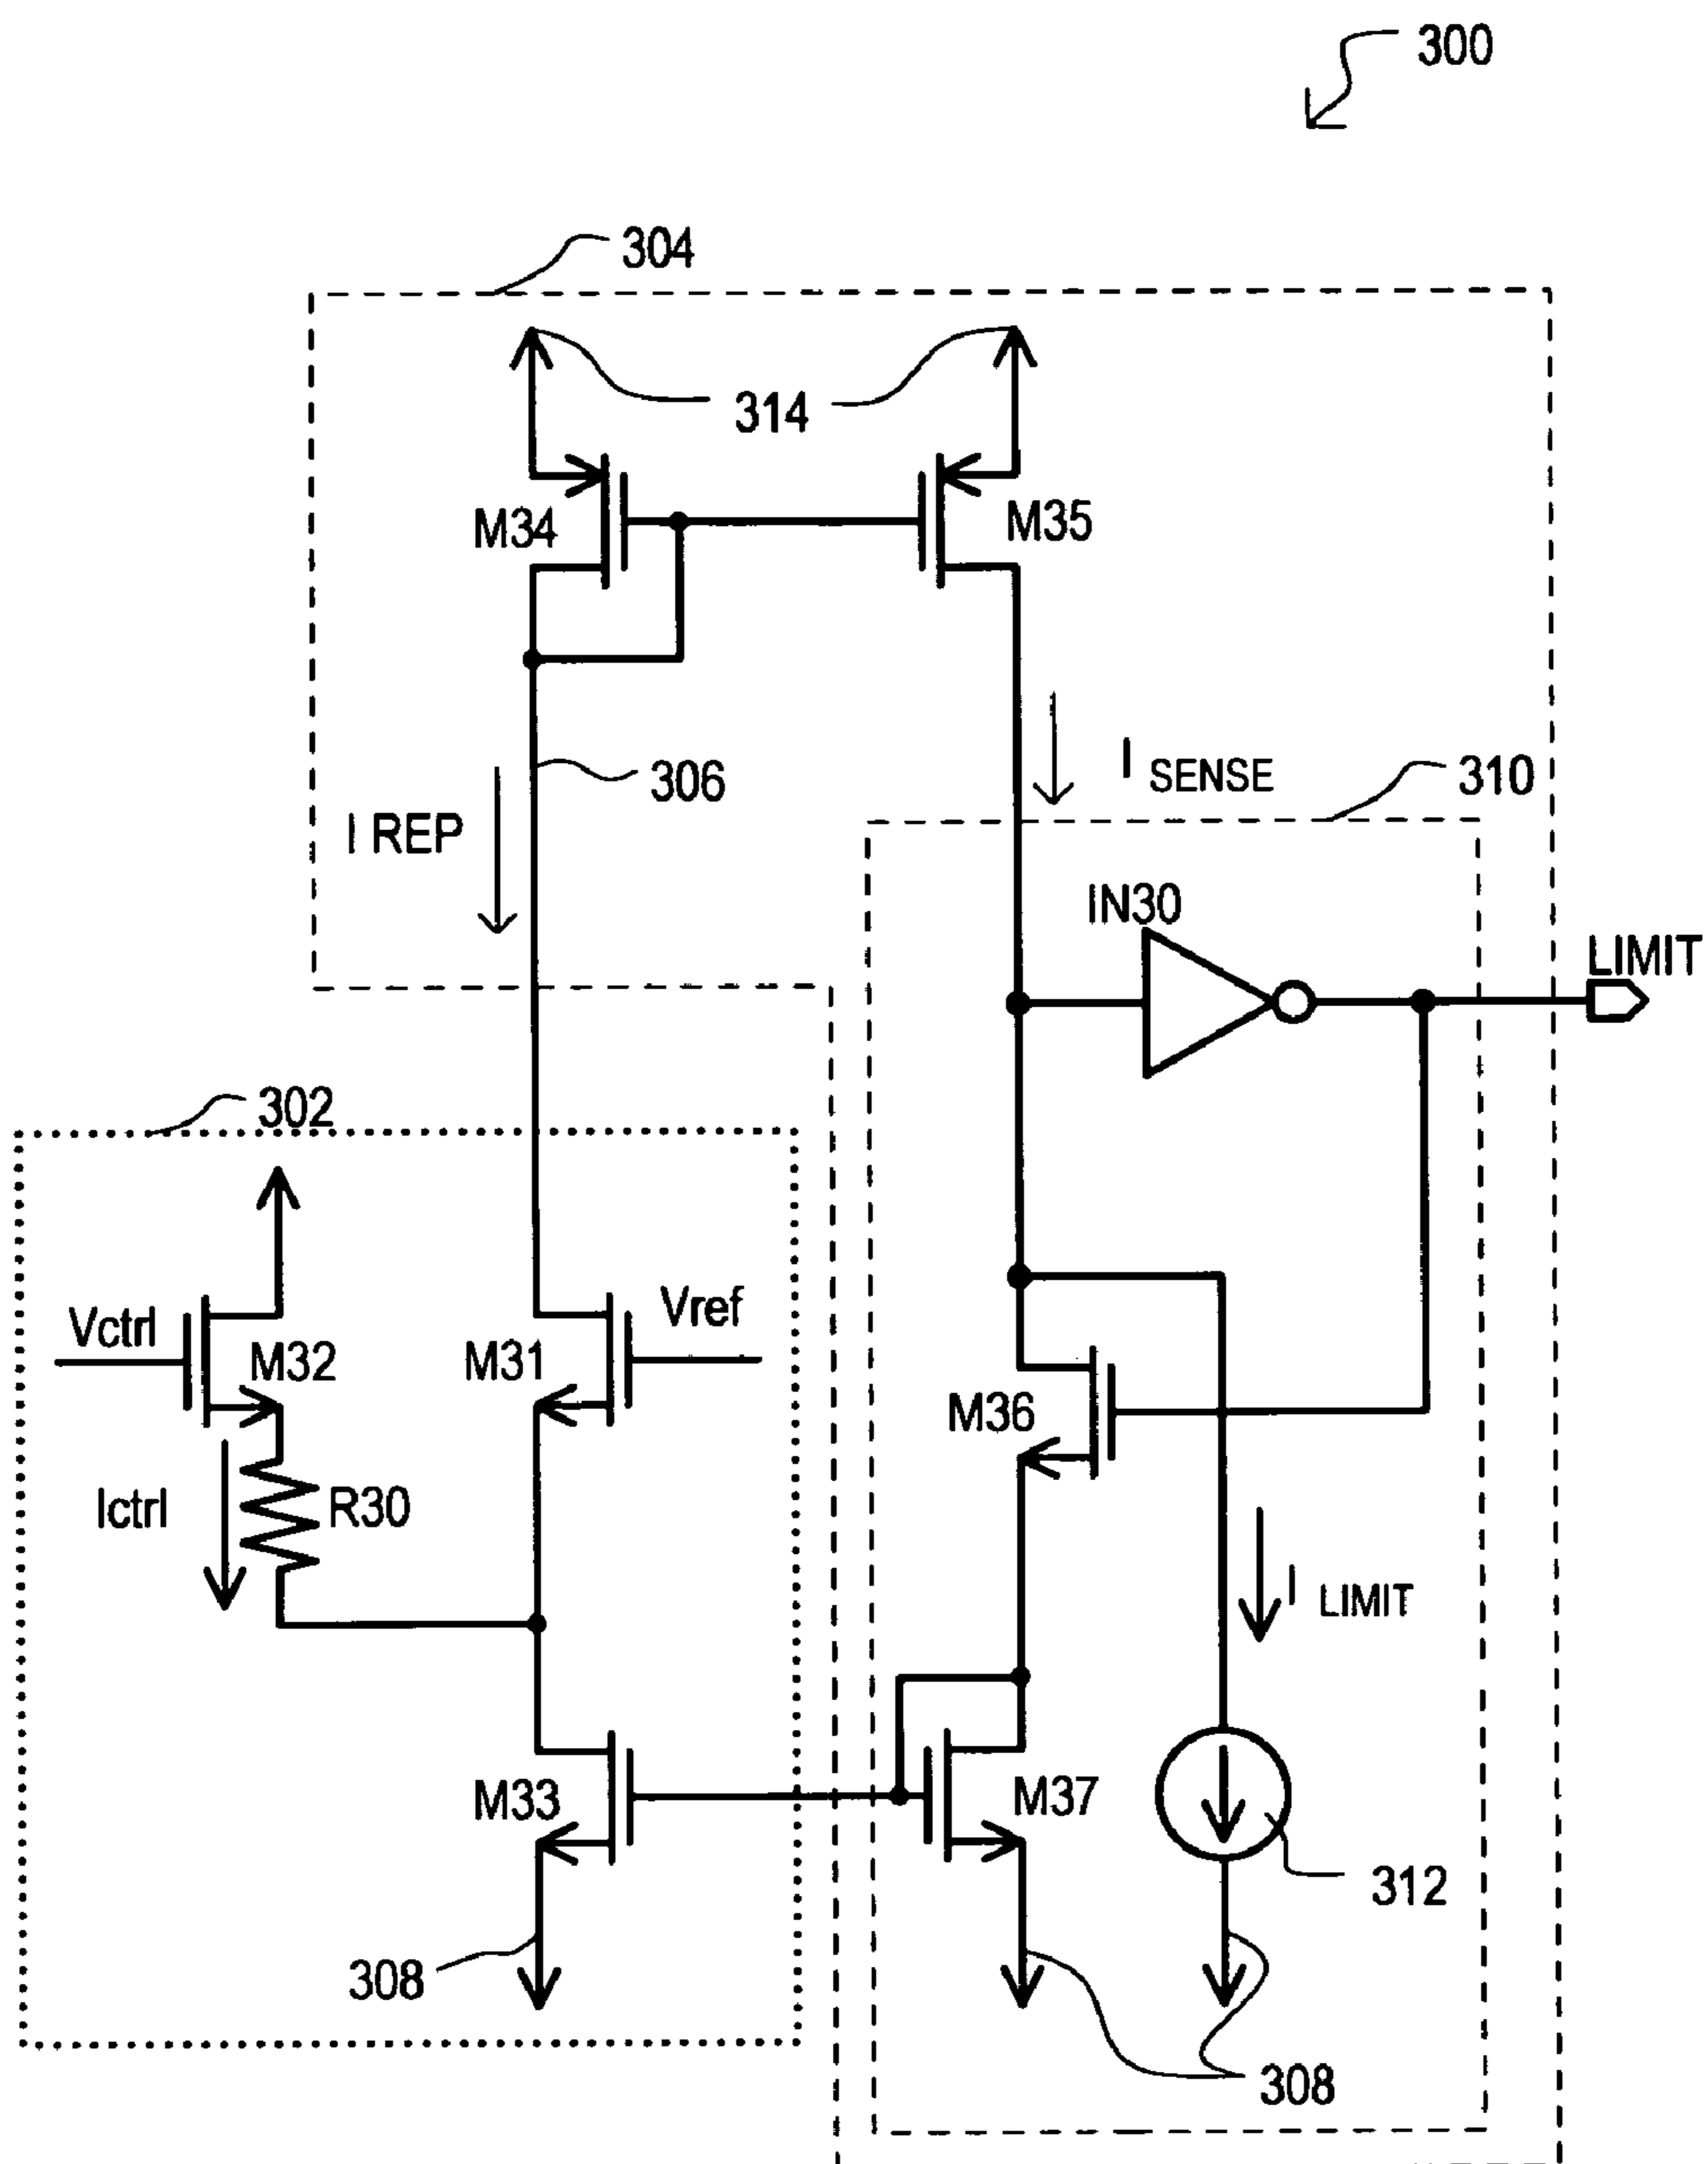 300
304
314
M34
M35
306
I SENSE
310
I REP
IN30
LIMIT
302
Vctrl
M32
M31
Vref
M36
Ictrl
R30
I LIMIT
M33
M37
312
308
308